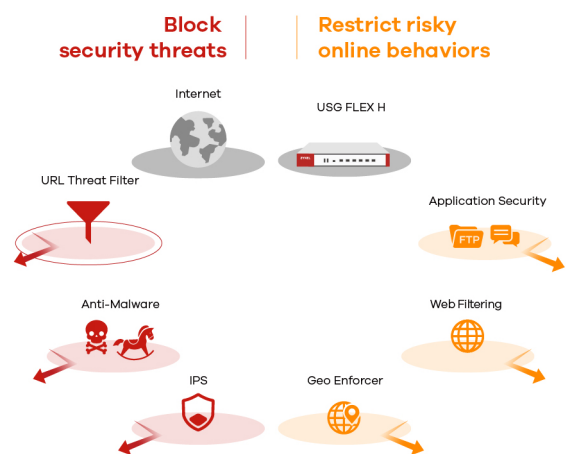 Block
security threats
Restrict risky
online behaviors
Internet
USG FLEX H
ZYXEL
URL Threat Filter
Application Security
FTP
Anti-Malware
Web Filtering
IPS
Geo Enforcer